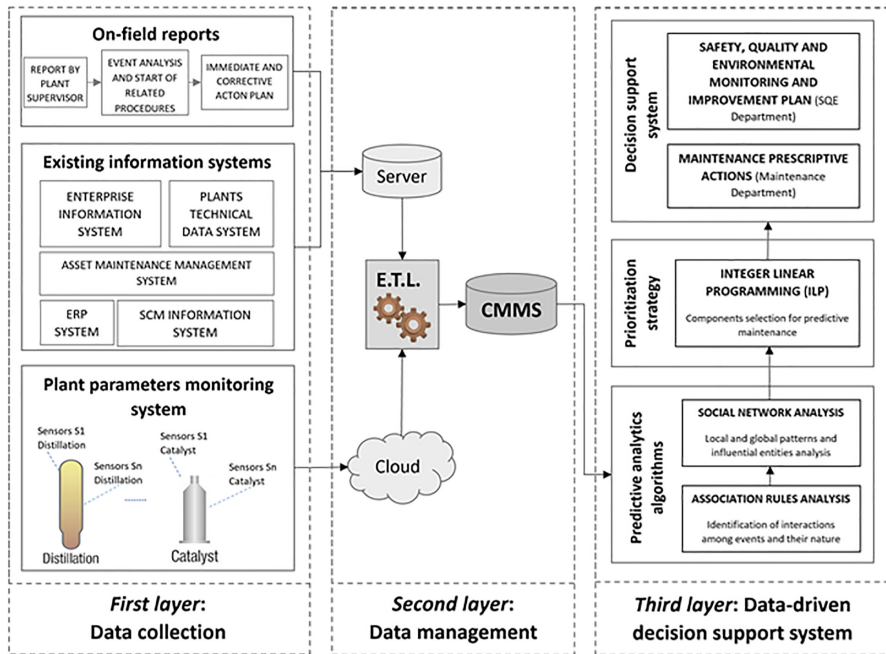 On-field reports
REPORT BY
PLANT
SUPERVISOR
EVENT ANALYSIS
AND START OF
RELATED
PROCEDURES
IMMEDIATE AND
CORRECTIVE
ACTON PLAN
Existing information systems
ENTERPRISE
INFORMATION
SYSTEM
PLANTS
TECHNICAL
DATA SYSTEM
ASSET MAINTENANCE MANAGEMENT
SYSTEM
ERP
SYSTEM
SCM INFORMATION
SYSTEM
Plant parameters monitoring
system
Sensors S1
Distillation
Sensors Sn
Distillation
Sensors S1
Catalyst
Sensors Sn
Catalyst
Distillation
Catalyst
First layer:
Data collection
Server
E.T.L.
CMMS
Cloud
Second layer:
Data management
Decision support
system
SAFETY, QUALITY AND
ENVIRONMENTAL
MONITORING AND
IMPROVEMENT PLAN (SQE
Department)
MAINTENANCE PRESCRIPTIVE
ACTIONS (Maintenance
Department)
Prioritization
strategy
INTEGER LINEAR
PROGRAMMING (ILP)
Components selection for predictive
maintenance
Predictive analytics
algorithms
SOCIAL NETWORK ANALYSIS
Local and global patterns and
influential entities analysis
ASSOCIATION RULES ANALYSIS
Identification of interactions
among events and their nature
Third layer: Data-driven
decision support system